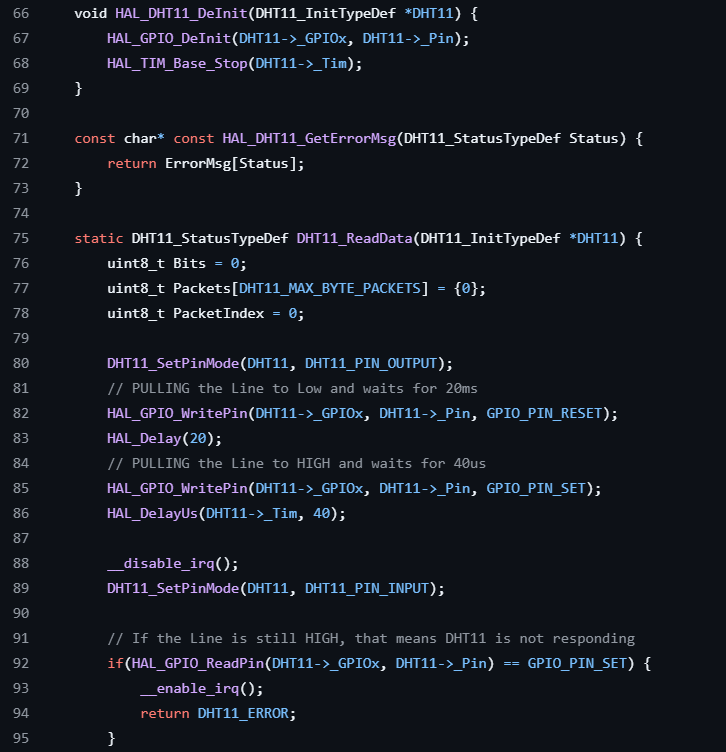 66 void HAL_DHT11_DeInit(DHT11_InitTypeDef *DHT11) {
67     HAL_GPIO_DeInit(DHT11->_GPIOx, DHT11->_Pin);
68     HAL_TIM_Base_Stop(DHT11->_Tim);
69 }
70
71 const char* const HAL_DHT11_GetErrorMsg(DHT11_StatusTypeDef Status) {
72     return ErrorMsg[Status];
73 }
74
75 static DHT11_StatusTypeDef DHT11_ReadData(DHT11_InitTypeDef *DHT11) {
76     uint8_t Bits = 0;
77     uint8_t Packets[DHT11_MAX_BYTE_PACKETS] = {0};
78     uint8_t PacketIndex = 0;
79
80     DHT11_SetPinMode(DHT11, DHT11_PIN_OUTPUT);
81     // PULLING the Line to Low and waits for 20ms
82     HAL_GPIO_WritePin(DHT11->_GPIOx, DHT11->_Pin, GPIO_PIN_RESET);
83     HAL_Delay(20);
84     // PULLING the Line to HIGH and waits for 40us
85     HAL_GPIO_WritePin(DHT11->_GPIOx, DHT11->_Pin, GPIO_PIN_SET);
86     HAL_DelayUs(DHT11->_Tim, 40);
87
88     __disable_irq();
89     DHT11_SetPinMode(DHT11, DHT11_PIN_INPUT);
90
91     // If the Line is still HIGH, that means DHT11 is not responding
92     if(HAL_GPIO_ReadPin(DHT11->_GPIOx, DHT11->_Pin) == GPIO_PIN_SET) {
93         __enable_irq();
94         return DHT11_ERROR;
95     }